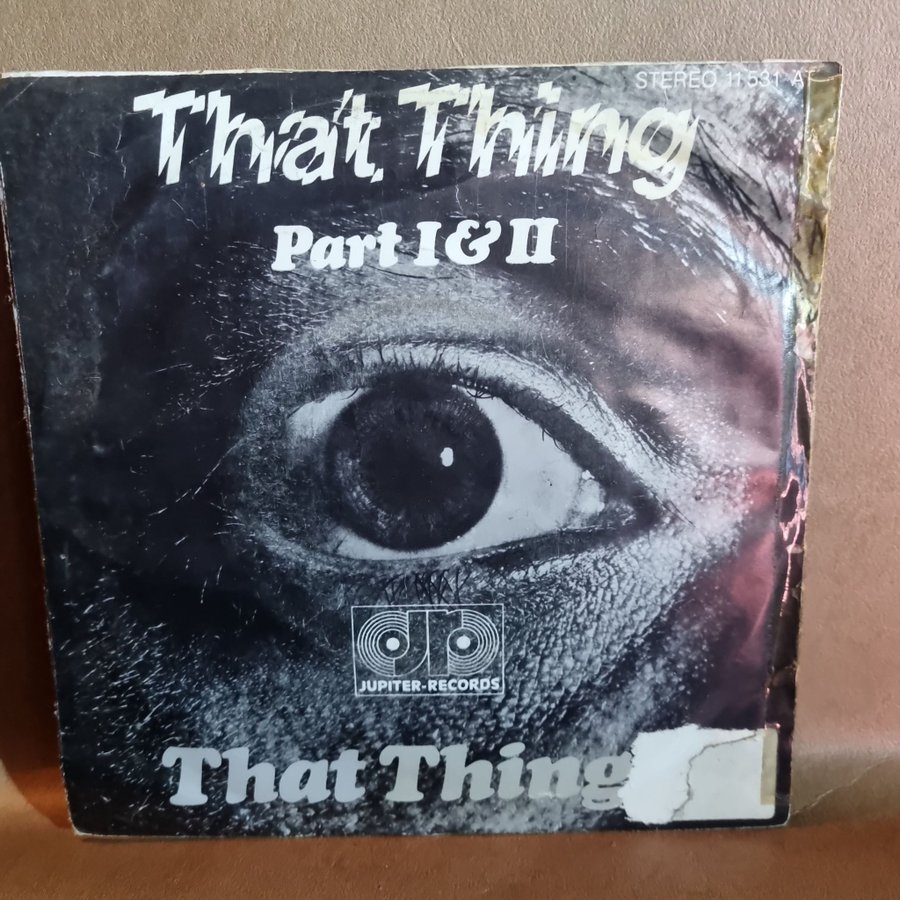 STEREO 11 531 AT
That Thing
Part I & II
JUPITER-RECORDS
That Thing